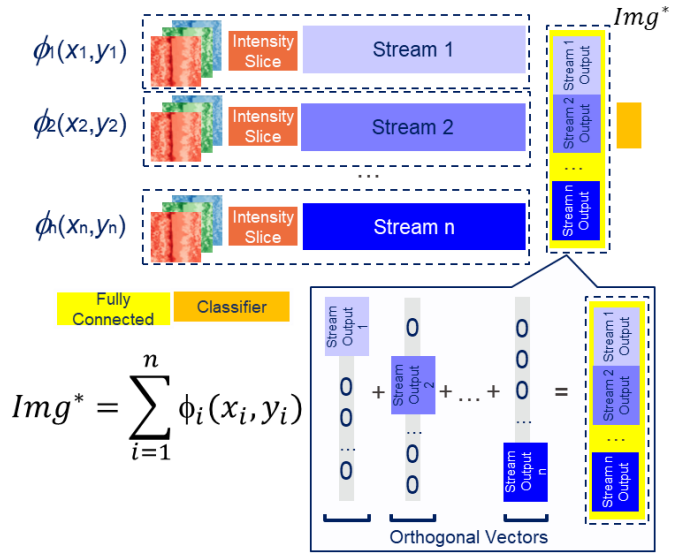 Img*
ϕ1(x1,y1)
Intensity
Slice
Stream 1
Stream 1
Output
ϕ2(x2,y2)
Intensity
Slice
Stream 2
Stream 2
Output
...
...
ϕn(xn,yn)
Intensity
Slice
Stream n
Stream n
Output
Fully
Connected
Classifier
Img* = ∑ n i=1 ϕi(xi,yi)
Stream
Output
1
0
0
...
0
+
0
Stream
Output
2
0
...
0
0
+ ... +
0
0
0
...
Stream
Output
n
=
Stream 1
Output
Stream 2
Output
...
Stream n
Output
Orthogonal Vectors